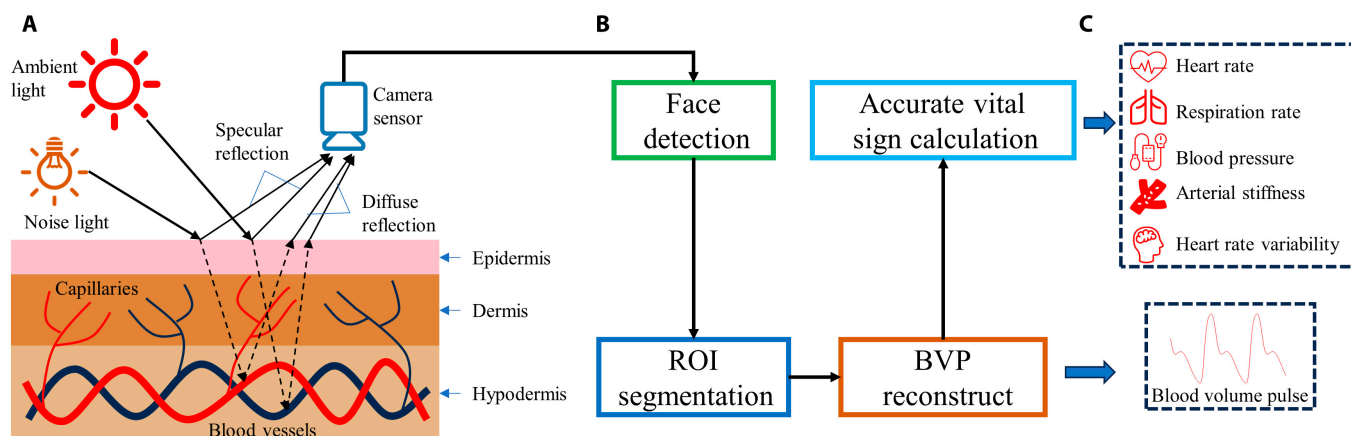 A
Ambient
light
Noise light
Specular
reflection
Camera
sensor
Diffuse
reflection
Epidermis
Capillaries
Dermis
Hypodermis
Blood vessels
B
Face
detection
Accurate vital
sign calculation
ROI
segmentation
BVP
reconstruct
C
Heart rate
Respiration rate
Blood pressure
Arterial stiffness
Heart rate variability
Blood volume pulse